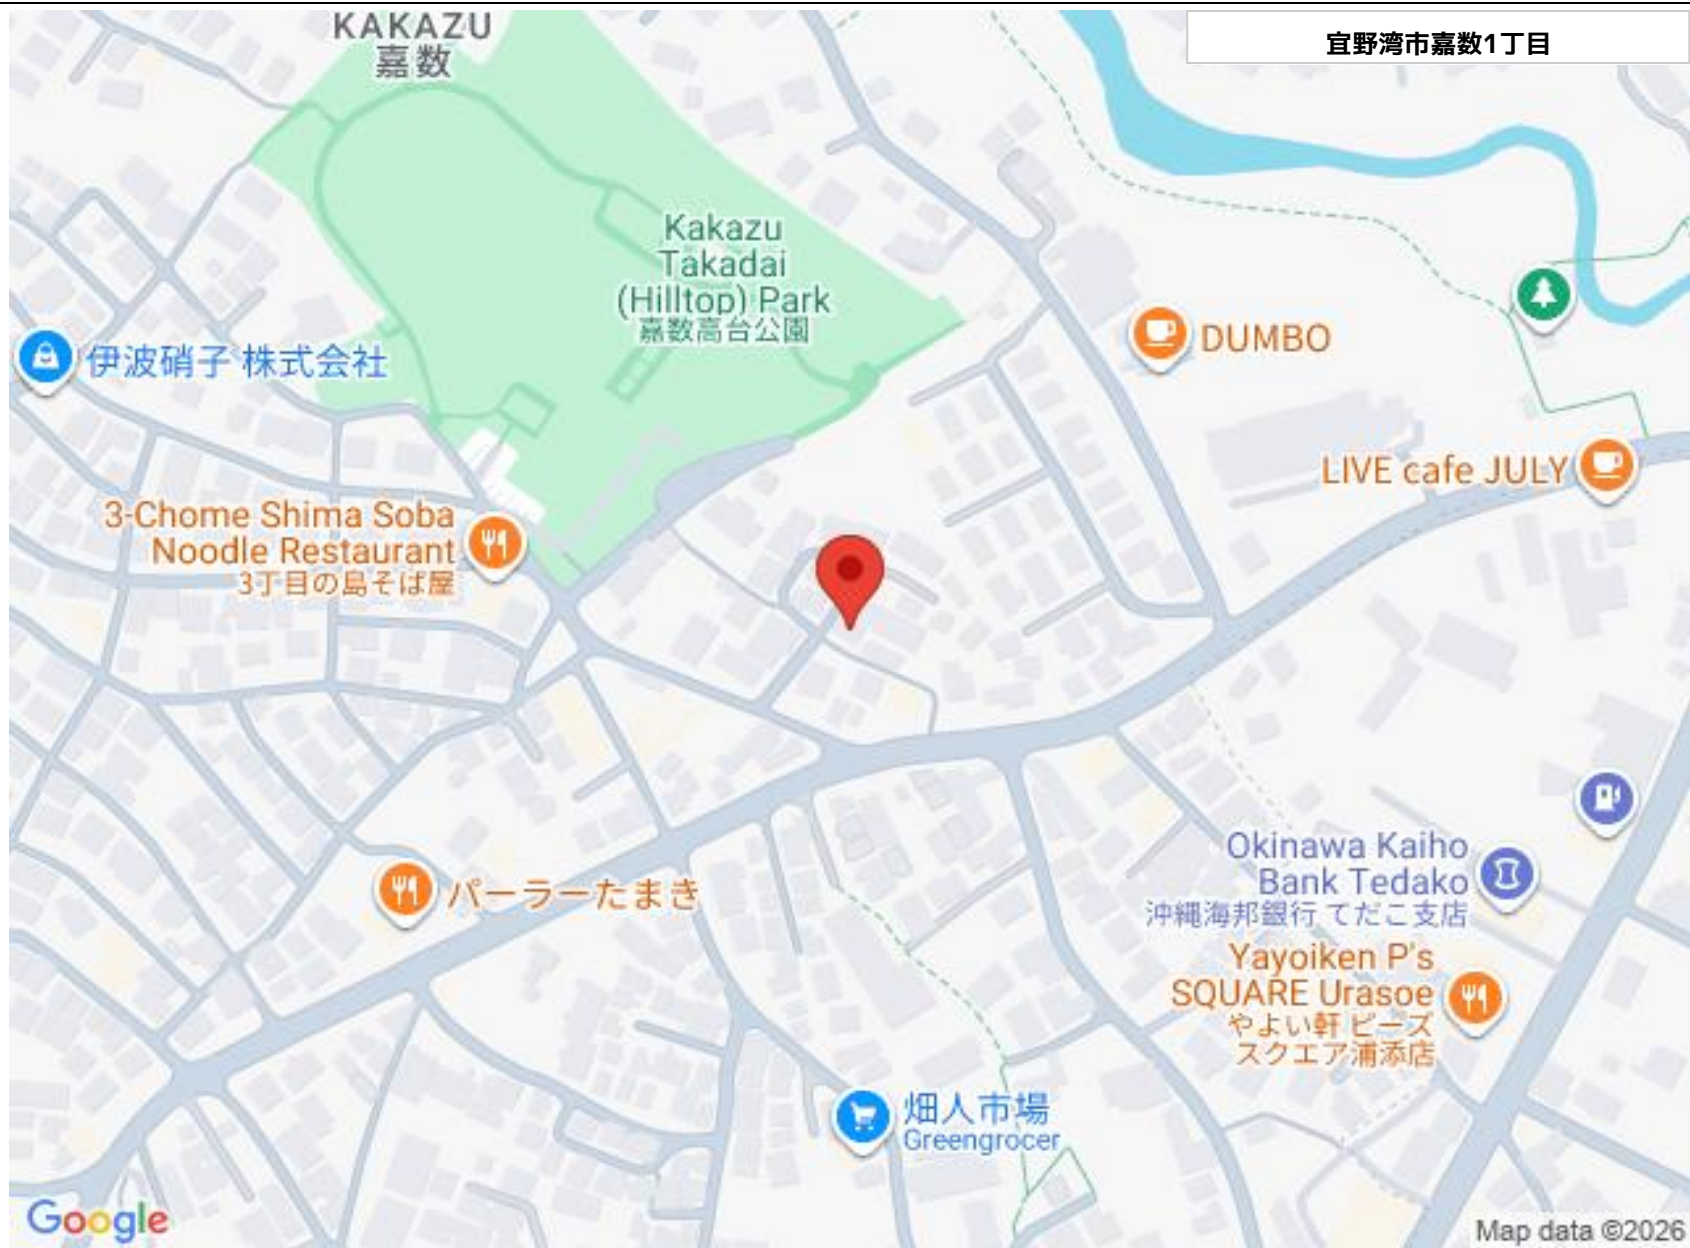 KAKAZU
嘉数
宜野湾市嘉数1丁目
Kakazu
Takadai
(Hilltop) Park
嘉数高台公園
DUMBO
伊波硝子 株式会社
LIVE cafe JULY
3-Chome Shima Soba
Noodle Restaurant
3丁目の島そば屋
Okinawa Kaiho
Bank Tedako
沖縄海邦銀行 てだこ支店
パーラーたまき
Yayoiken P's
SQUARE Urasoe
やよい軒 ピーズ
スクエア浦添店
畑人市場
Greengrocer
Google
Map data ©2026